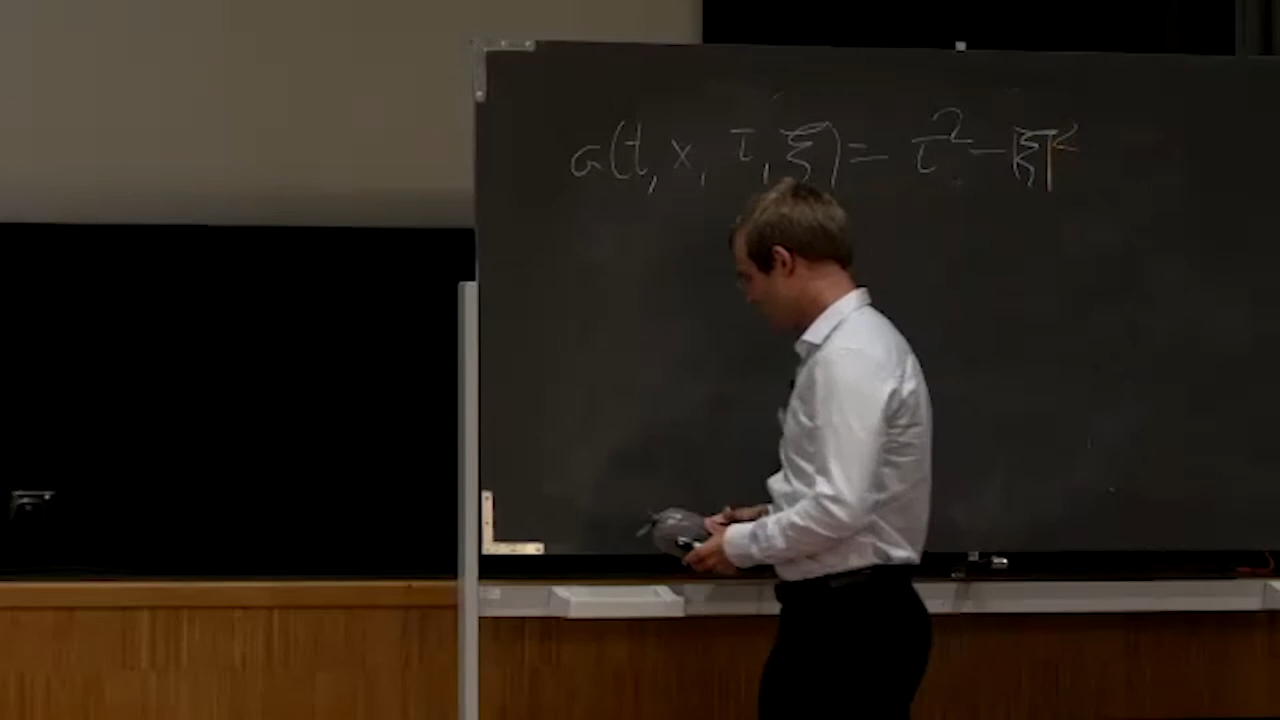 a(t, x, τ, ξ) = τ² - |ξ|²